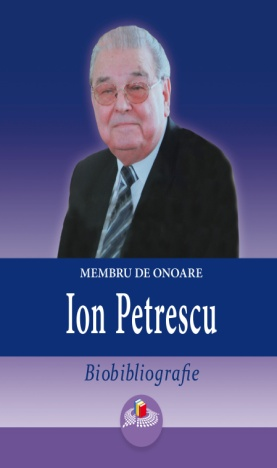 MEMBRU DE ONOARE
Ion Petrescu
Biobibliografie